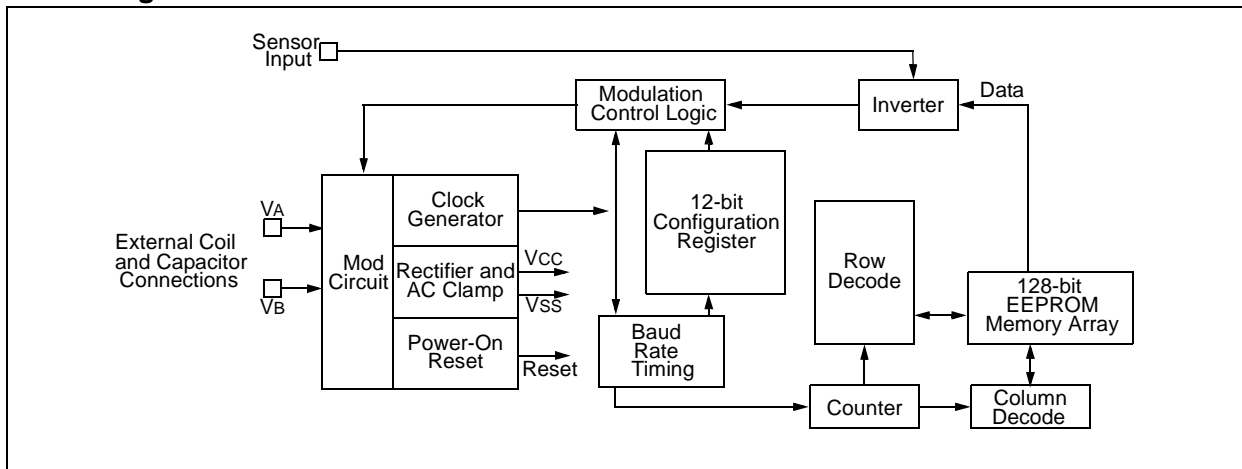 Sensor
Input
Modulation
Control Logic
Inverter
Data
Clock
Generator
12-bit
Configuration
Register
VA
External Coil
and Capacitor
Connections
VB
Mod
Circuit
Rectifier and
AC Clamp
VCC
VSS
Power-On
Reset
Reset
Baud
Rate
Timing
Row
Decode
128-bit
EEPROM
Memory Array
Counter
Column
Decode